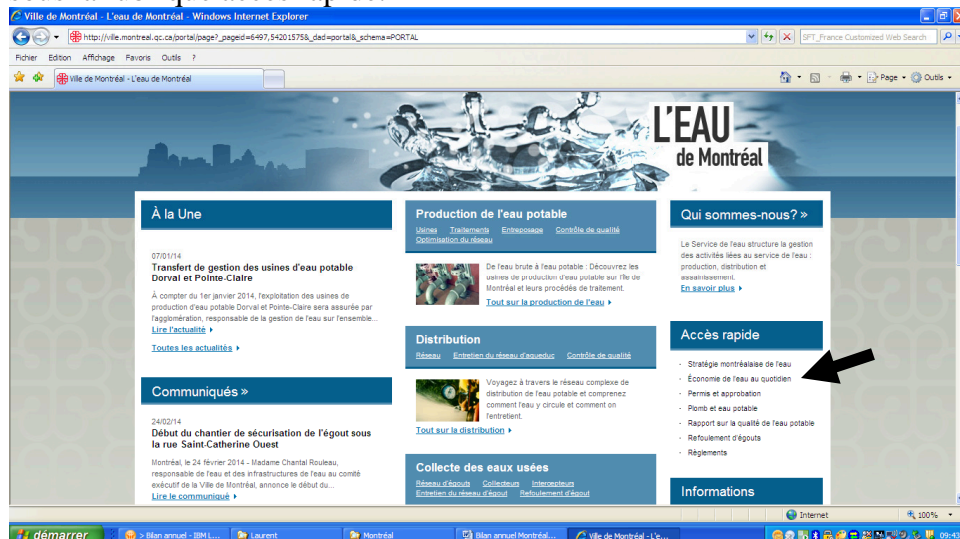 Ville de Montréal - L'eau de Montréal - Windows Internet Explorer
http://ville.montreal.qc.ca/portal/page?_pageid=6497,54201575&_dad=portal&_schema=PORTAL
SFT_France Customized Web Search
Fichier Edition Affichage Favoris Outils ?
Ville de Montréal - L'eau de Montréal
Page
Outils
L'EAU
de Montréal
À la Une
07/01/14
Transfert de gestion des usines d'eau potable
Dorval et Pointe-Claire
À compter du 1er janvier 2014, l'exploitation des usines de
production d'eau potable Dorval et Pointe-Claire sera assurée par
l'agglomération, responsable de la gestion de l'eau sur l'ensemble...
Lire l'actualité
Toutes les actualités
Communiqués »
24/02/14
Début du chantier de sécurisation de l'égout sous
la rue Saint-Catherine Ouest
Montréal, le 24 février 2014 - Madame Chantal Rouleau,
responsable de l'eau et des infrastructures de l'eau au comité
exécutif de la Ville de Montréal, annonce le début du...
Lire le communiqué
Production de l'eau potable
Usines Traitements Entreposage Contrôle de qualité
Optimisation du réseau
De l'eau brute à l'eau potable : Découvrez les
usines de production d'eau potable sur l'île de
Montréal et leurs procédés de traitement.
Tout sur la production de l'eau
Distribution
Réseau Entretien du réseau d'aqueduc Contrôle de qualité
Voyagez à travers le réseau complexe de
distribution de l'eau potable et comprenez
comment l'eau y circule et comment on
l'entretient.
Tout sur la distribution
Collecte des eaux usées
Réseau d'égouts Collecteurs Intercepteurs
Entretien du réseau d'égout Refoulement d'égout
Qui sommes-nous? »
Le Service de l'eau structure la gestion
des activités liées au service de l'eau :
production, distribution et
assainissement.
En savoir plus
Accès rapide
Stratégie montréalaise de l'eau
Économie de l'eau au quotidien
Permis et approbation
Plomb et eau potable
Rapport sur la qualité de l'eau potable
Refoulement d'égouts
Règlements
Informations
Internet
100%
démarrer
> Bilan annuel - IBM L...
Laurent
Montréal
Bilan annuel Montréal...
Ville de Montréal - L'e...
09:43